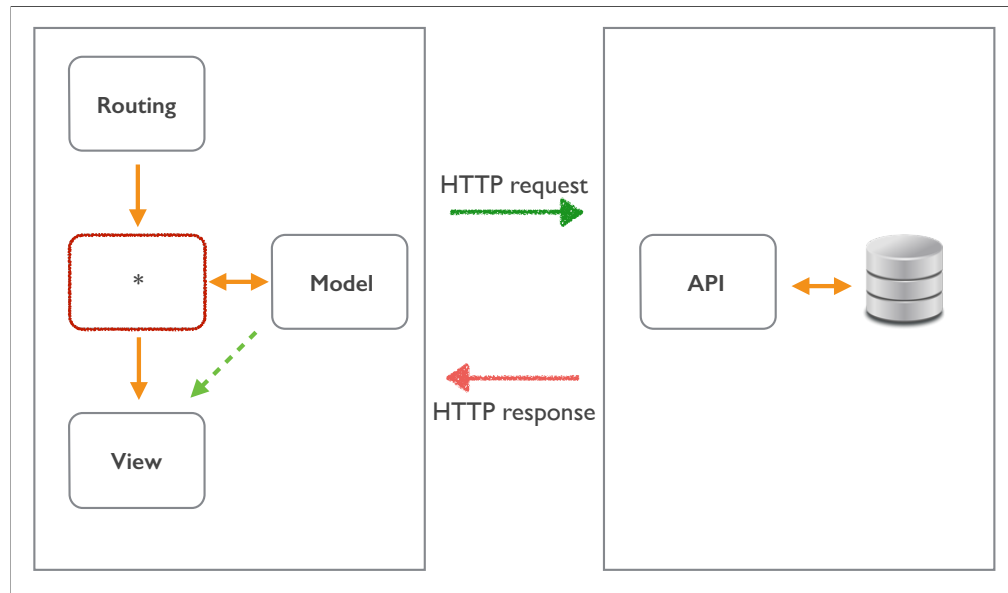 Routing
HTTP request
*
Model
API
HTTP response
View